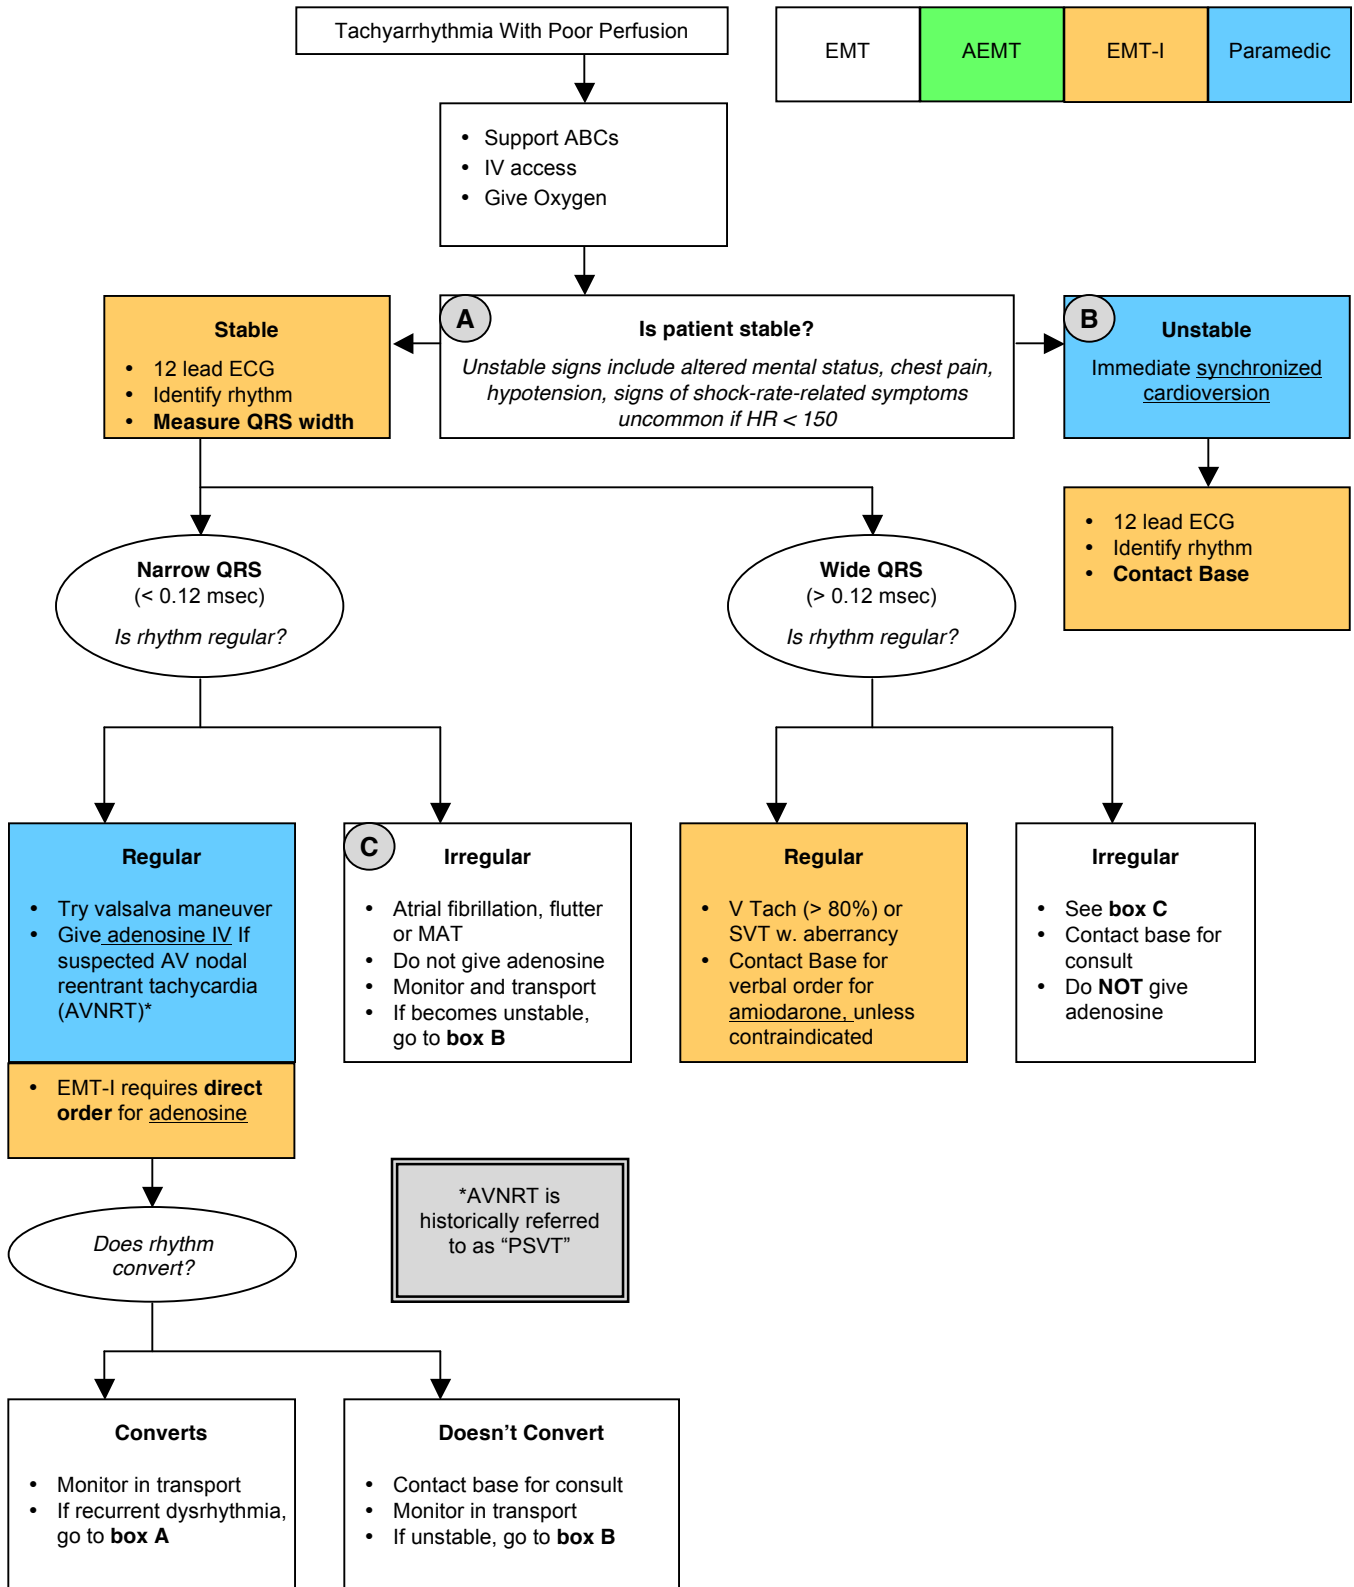 Tachyarrhythmia With Poor Perfusion
EMT
AEMT
EMT-I
Paramedic
• Support ABCs
• IV access
• Give Oxygen
Stable
• 12 lead ECG
• Identify rhythm
• Measure QRS width
A
Is patient stable?
Unstable signs include altered mental status, chest pain,
hypotension, signs of shock-rate-related symptoms
uncommon if HR < 150
B
Unstable
Immediate synchronized
cardioversion
• 12 lead ECG
• Identify rhythm
• Contact Base
Narrow QRS
(< 0.12 msec)
Is rhythm regular?
Wide QRS
(> 0.12 msec)
Is rhythm regular?
Regular
• Try valsalva maneuver
• Give adenosine IV If
suspected AV nodal
reentrant tachycardia
(AVNRT)*
• EMT-I requires direct
order for adenosine
C
Irregular
• Atrial fibrillation, flutter
or MAT
• Do not give adenosine
• Monitor and transport
• If becomes unstable,
go to box B
Regular
• V Tach (> 80%) or
SVT w. aberrancy
• Contact Base for
verbal order for
amiodarone, unless
contraindicated
Irregular
• See box C
• Contact base for
consult
• Do NOT give
adenosine
*AVNRT is
historically referred
to as “PSVT”
Does rhythm
convert?
Converts
• Monitor in transport
• If recurrent dysrhythmia,
go to box A
Doesn’t Convert
• Contact base for consult
• Monitor in transport
• If unstable, go to box B